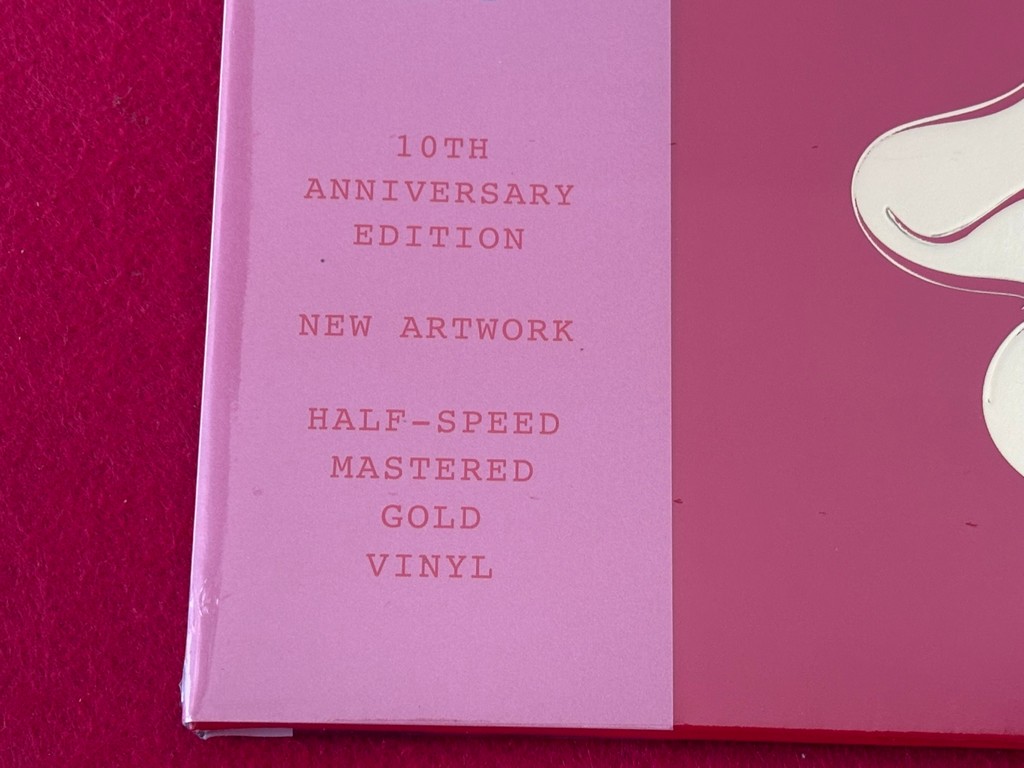 10TH
ANNIVERSARY
EDITION
NEW ARTWORK
HALF-SPEED
MASTERED
GOLD
VINYL